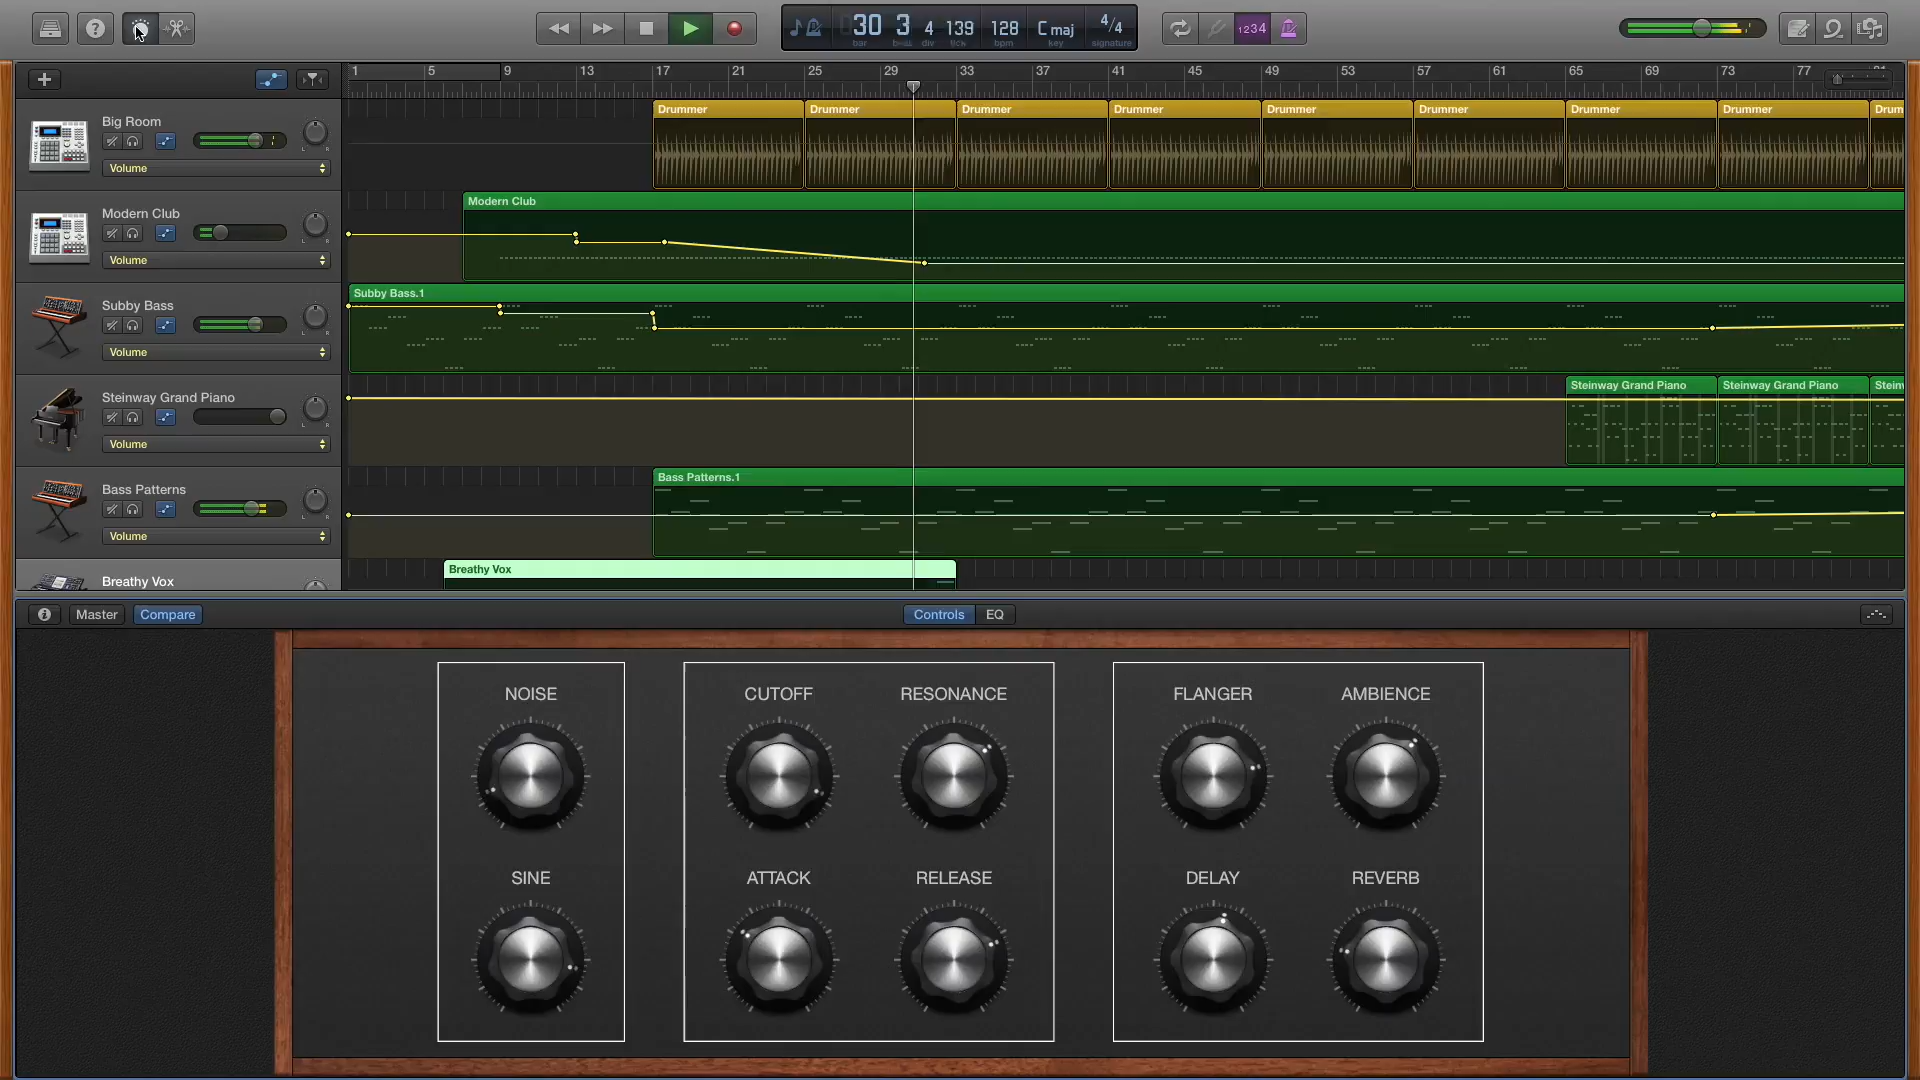 30 3 4 139 128 Cmaj 4/4
bar beat div tick bpm key signature
1234
1 5 9 13 17 21 25 29 33 37 41 45 49 53 57 61 65 69 73 77 81
Big Room
Volume
Drummer Drummer Drummer Drummer Drummer Drummer Drummer Drummer Drum
Modern Club
Volume
Modern Club
Subby Bass
Volume
Subby Bass.1
Steinway Grand Piano
Volume
Steinway Grand Piano Steinway Grand Piano Steinw
Bass Patterns
Volume
Bass Patterns.1
Breathy Vox
Breathy Vox
Master Compare Controls EQ
NOISE CUTOFF RESONANCE FLANGER AMBIENCE
SINE ATTACK RELEASE DELAY REVERB